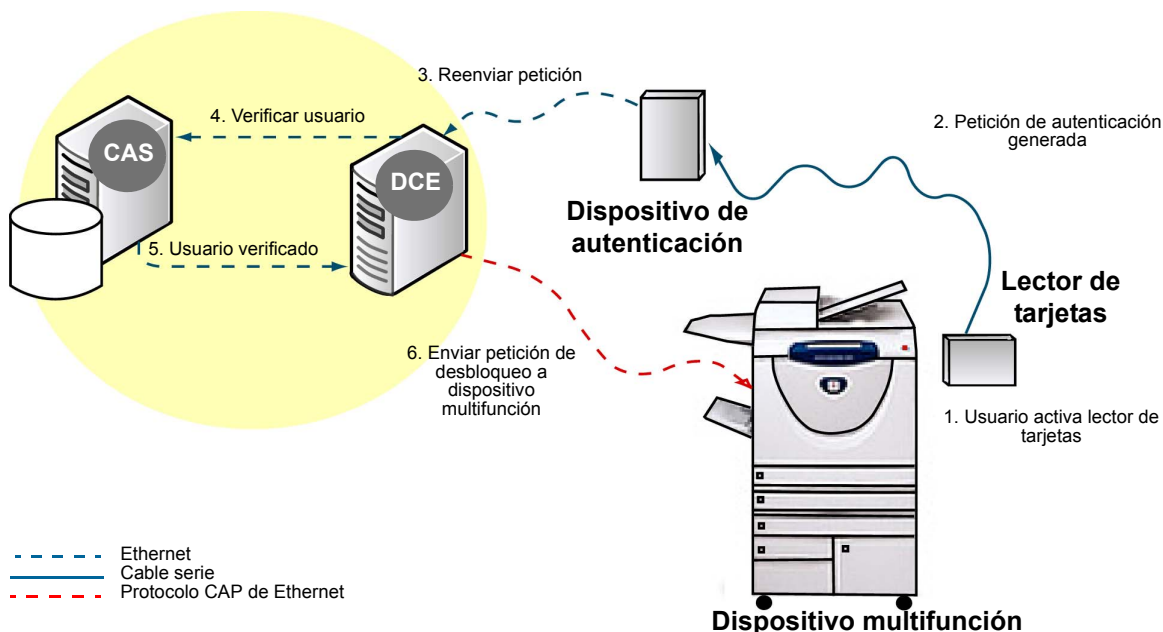 3. Reenviar petición
4. Verificar usuario
2. Petición de autenticación
generada
CAS
DCE
Dispositivo de
autenticación
5. Usuario verificado
Lector de
tarjetas
6. Enviar petición de
desbloqueo a
dispositivo
multifunción
1. Usuario activa lector de
tarjetas
Ethernet
Cable serie
Protocolo CAP de Ethernet
Dispositivo multifunción